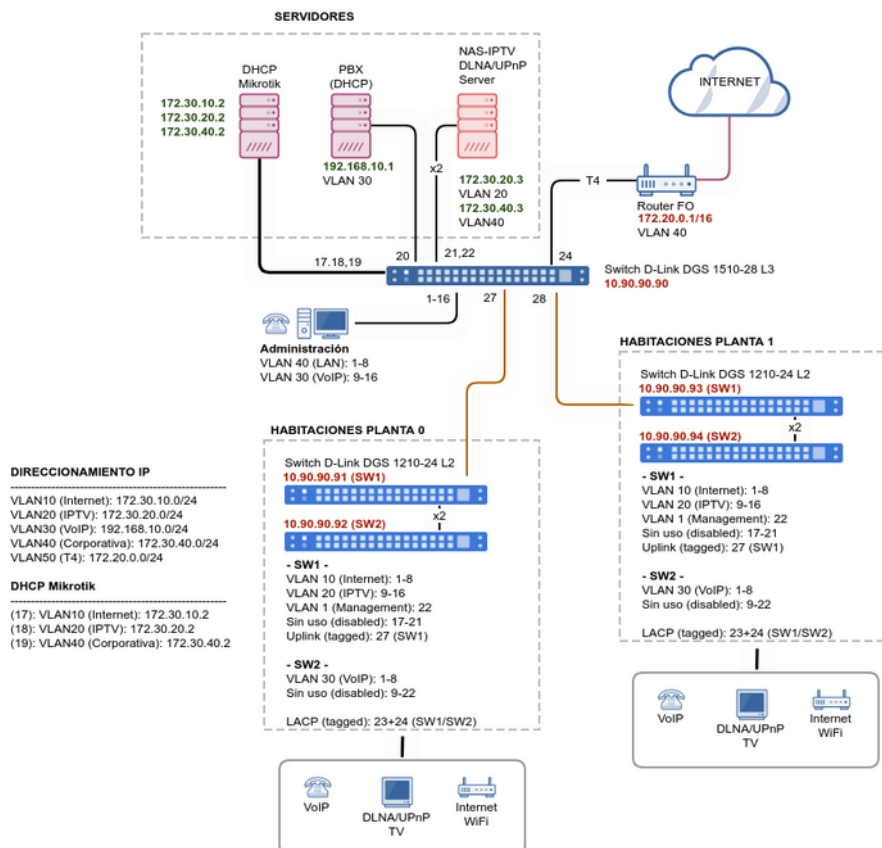 SERVIDORES
DHCP
Mikrotik
172.30.10.2
172.30.20.2
172.30.40.2
PBX
(DHCP)
192.168.10.1
VLAN 30
NAS-IPTV
DLNA/UPnP
Server
x2
172.30.20.3
VLAN 20
172.30.40.3
VLAN40
INTERNET
T4
Router FO
172.20.0.1/16
VLAN 40
17.18,19
20
21,22
24
Switch D-Link DGS 1510-28 L3
10.90.90.90
1-16
27
28
Administración
VLAN 40 (LAN): 1-8
VLAN 30 (VoIP): 9-16
HABITACIONES PLANTA 1
Switch D-Link DGS 1210-24 L2
10.90.90.93 (SW1)
x2
10.90.90.94 (SW2)
- SW1 -
VLAN 10 (Internet): 1-8
VLAN 20 (IPTV): 9-16
VLAN 1 (Management): 22
Sin uso (disabled): 17-21
Uplink (tagged): 27 (SW1)
- SW2 -
VLAN 30 (VoIP): 1-8
Sin uso (disabled): 9-22
LACP (tagged): 23+24 (SW1/SW2)
VoIP
DLNA/UPnP
TV
Internet
WiFi
HABITACIONES PLANTA 0
Switch D-Link DGS 1210-24 L2
10.90.90.91 (SW1)
x2
10.90.90.92 (SW2)
- SW1 -
VLAN 10 (Internet): 1-8
VLAN 20 (IPTV): 9-16
VLAN 1 (Management): 22
Sin uso (disabled): 17-21
Uplink (tagged): 27 (SW1)
- SW2 -
VLAN 30 (VoIP): 1-8
Sin uso (disabled): 9-22
LACP (tagged): 23+24 (SW1/SW2)
VoIP
DLNA/UPnP
TV
Internet
WiFi
DIRECCIONAMIENTO IP
VLAN10 (Internet): 172.30.10.0/24
VLAN20 (IPTV): 172.30.20.0/24
VLAN30 (VoIP): 192.168.10.0/24
VLAN40 (Corporativa): 172.30.40.0/24
VLAN50 (T4): 172.20.0.0/24
DHCP Mikrotik
(17): VLAN10 (Internet): 172.30.10.2
(18): VLAN20 (IPTV): 172.30.20.2
(19): VLAN40 (Corporativa): 172.30.40.2